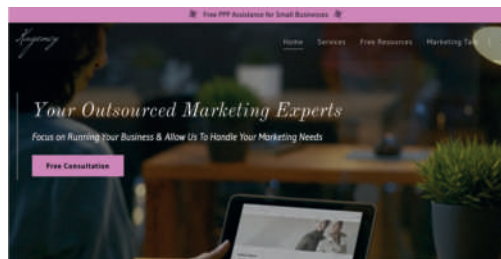 Free PPP Assistance for Small Businesses
Home Services Free Resources Marketing
Your Outsourced Marketing Experts
Focus on Running Your Business & Allow Us To Handle Your Marketing Needs
Free Consultation